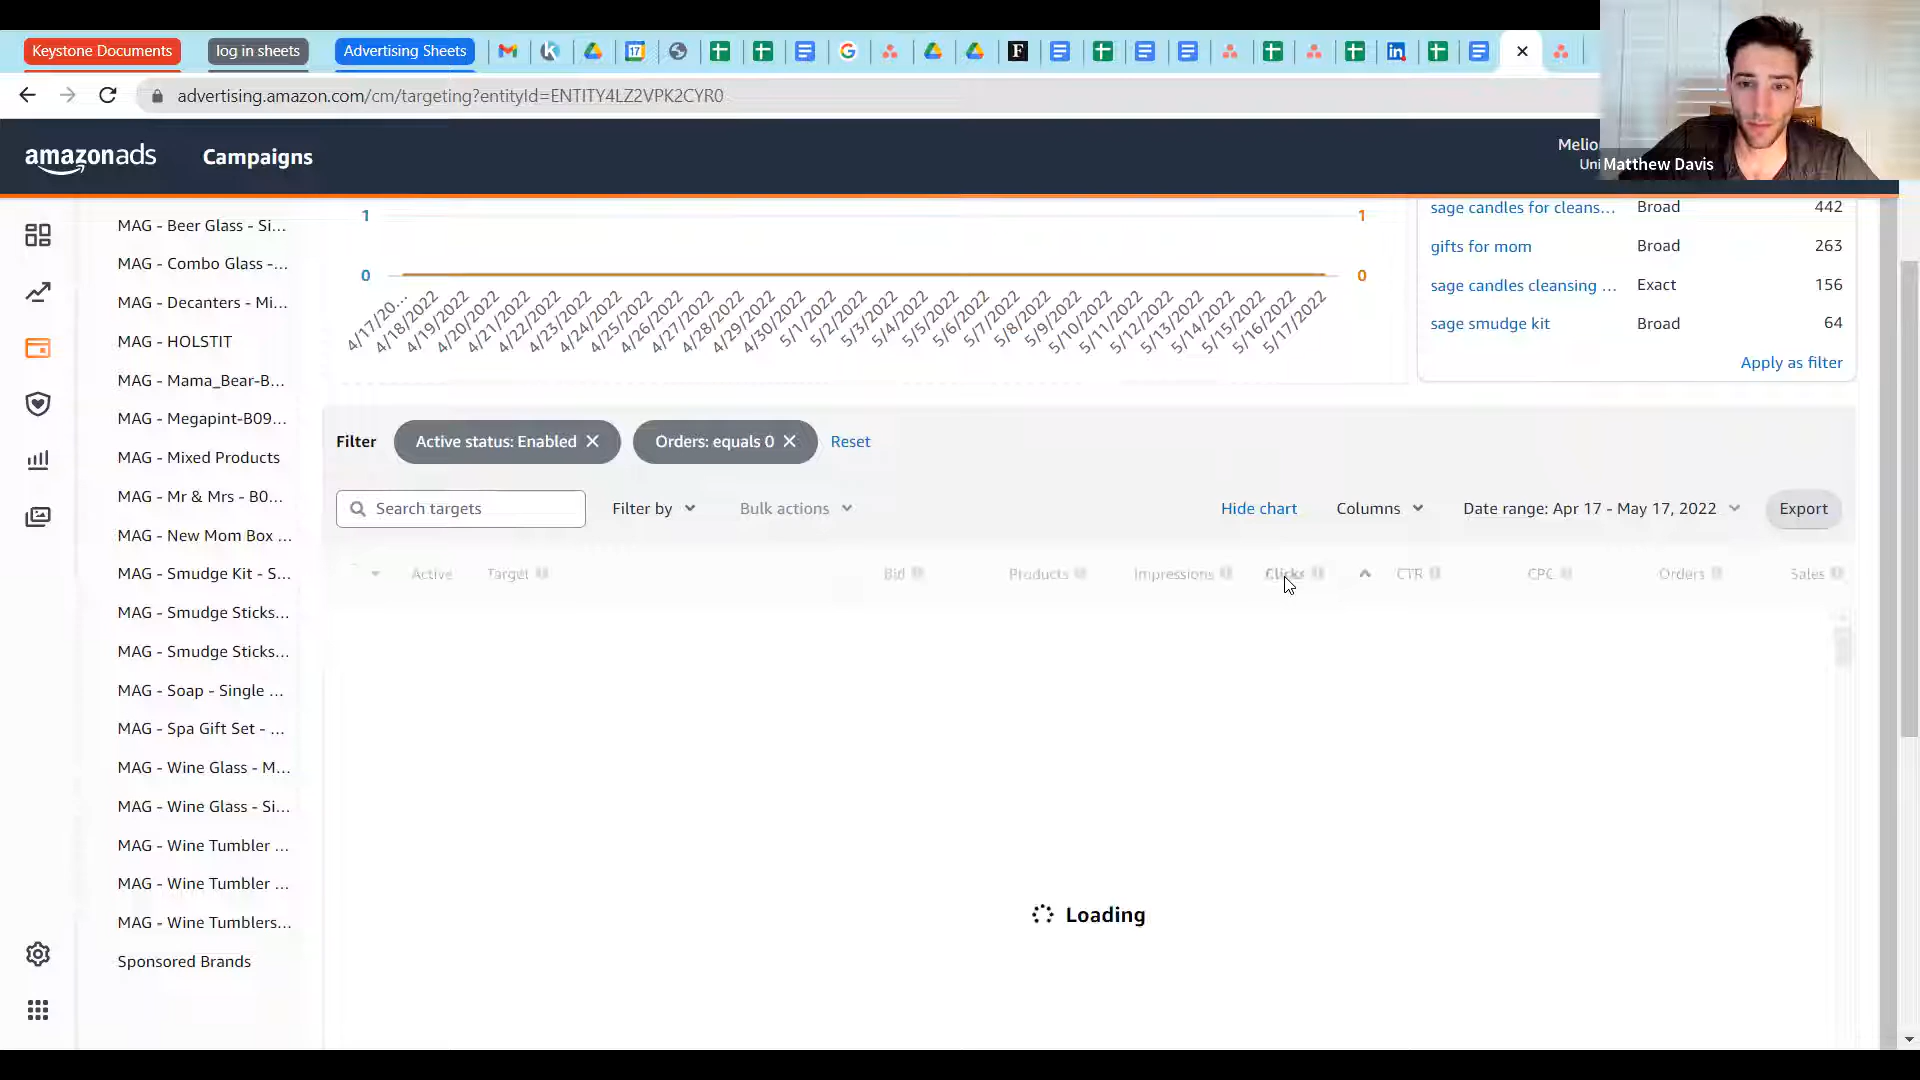 Keystone Documents log in sheets Advertising Sheets
advertising.amazon.com/cm/targeting?entityId=ENTITY4LZ2VPK2CYR0
amazonads Campaigns
Melio
Uni
Matthew Davis
MAG - Beer Glass - Si...
MAG - Combo Glass -...
MAG - Decanters - Mi...
MAG - HOLSTIT
MAG - Mama_Bear-B...
MAG - Megapint-B09...
MAG - Mixed Products
MAG - Mr & Mrs - B0...
MAG - New Mom Box ...
MAG - Smudge Kit - S...
MAG - Smudge Sticks...
MAG - Smudge Sticks...
MAG - Soap - Single ...
MAG - Spa Gift Set - ...
MAG - Wine Glass - M...
MAG - Wine Glass - Si...
MAG - Wine Tumbler ...
MAG - Wine Tumbler ...
MAG - Wine Tumblers...
Sponsored Brands
1 1
0 0
4/17/20... 4/18/2022 4/19/2022 4/20/2022 4/21/2022 4/22/2022 4/23/2022 4/24/2022 4/25/2022 4/26/2022 4/27/2022 4/28/2022 4/29/2022 4/30/2022 5/1/2022 5/2/2022 5/3/2022 5/4/2022 5/5/2022 5/6/2022 5/7/2022 5/8/2022 5/9/2022 5/10/2022 5/11/2022 5/12/2022 5/13/2022 5/14/2022 5/15/2022 5/16/2022 5/17/2022
sage candles for cleans... Broad 442
gifts for mom Broad 263
sage candles cleansing ... Exact 156
sage smudge kit Broad 64
Apply as filter
Filter Active status: Enabled Orders: equals 0 Reset
Search targets Filter by Bulk actions Hide chart Columns Date range: Apr 17 - May 17, 2022 Export
Active Target Bid Products Impressions Clicks CTR CPC Orders Sales
Loading